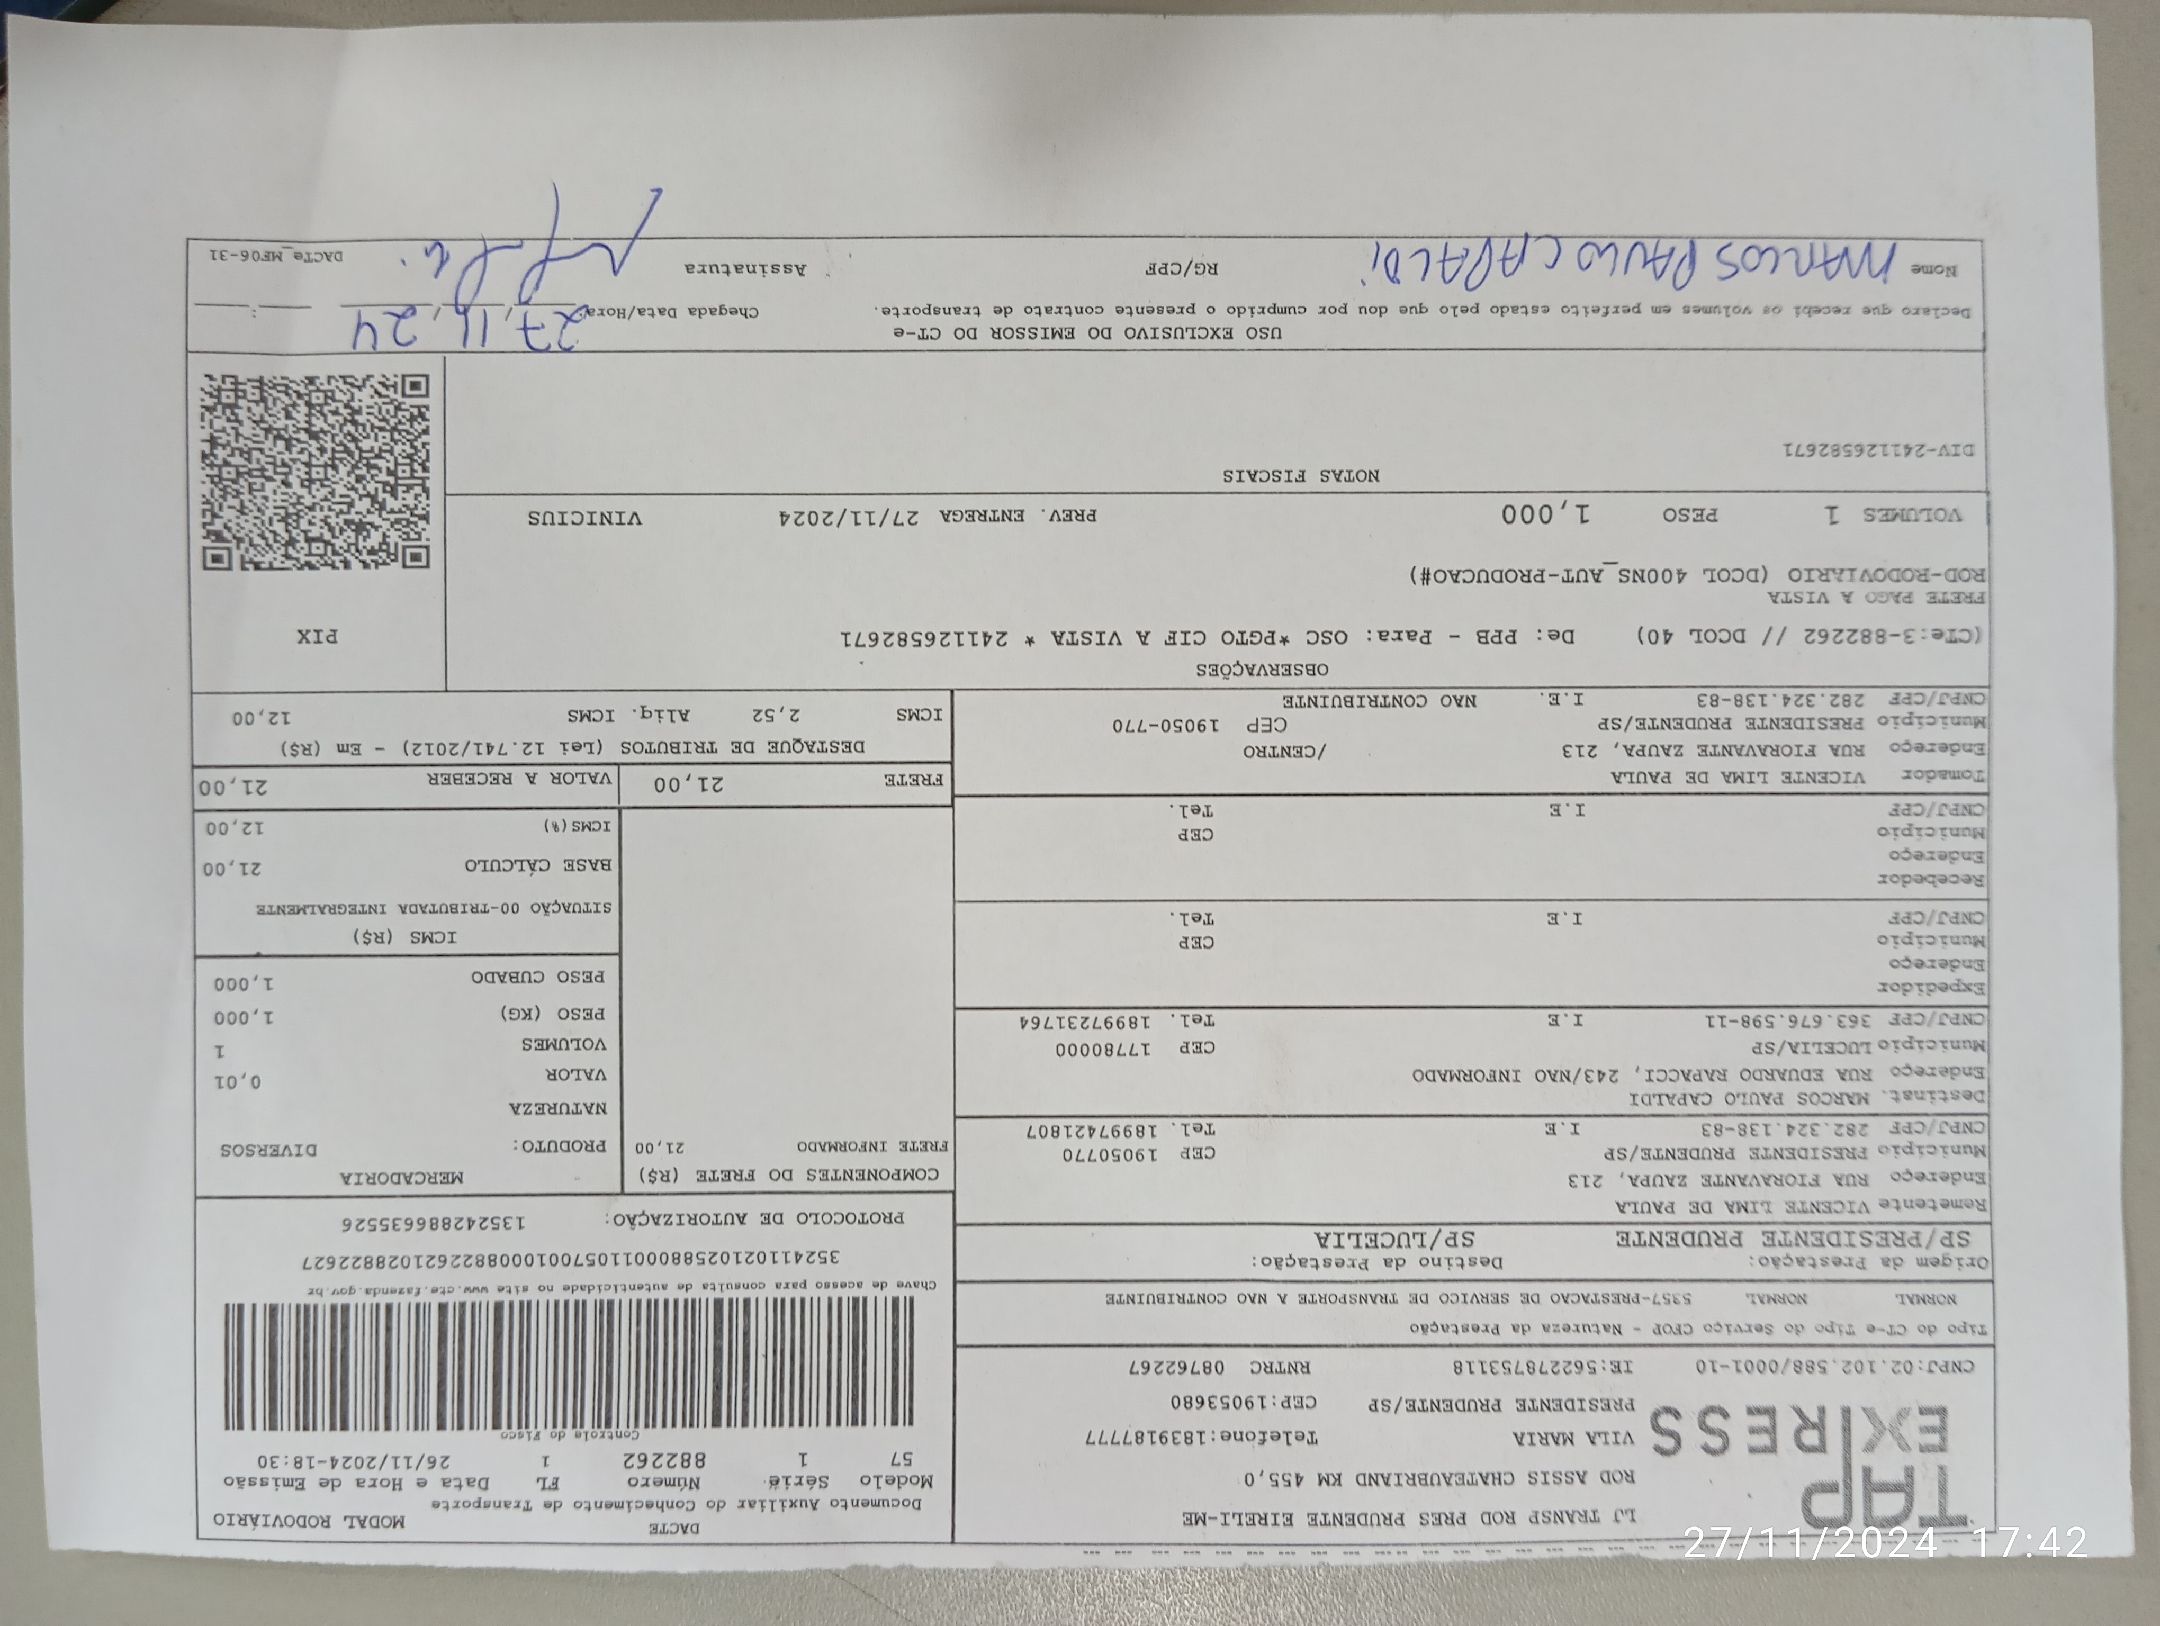 TAP EXPRESS
LJ TRANSP ROD PRES PRUDENTE EIRELI-ME
ROD ASSIS CHATEAUBRIAND KM 455,0
VILA MARIA Telefone:1839187777
PRESIDENTE PRUDENTE/SP CEP:19053680
CNPJ:02.102.588/0001-10 IE:562278753118 RNTRC 08762267
DACTE MODAL RODOVIÁRIO
Documento Auxiliar do Conhecimento de Transporte
Modelo Série Número FL Data e Hora de Emissão
57 1 882262 1 26/11/2024-18:30
Controle do Fisco
Tipo do CT-e Tipo do Serviço CFOP - Natureza da Prestação
NORMAL NORMAL 5357-PRESTACAO DE SERVICO DE TRANSPORTE A NAO CONTRIBUINTE
Chave de acesso para consulta de autenticidade no site www.cte.fazenda.gov.br
35241102102588000110570010008822621028822627
PROTOCOLO DE AUTORIZAÇÃO: 135242886635526
Origem da Prestação: Destino da Prestação:
SP/PRESIDENTE PRUDENTE SP/LUCELIA
Remetente VICENTE LIMA DE PAULA
Endereço RUA FIORAVANTE ZAUPA, 213
Município PRESIDENTE PRUDENTE/SP CEP 19050770
CNPJ/CPF 282.324.138-83 I.E Tel. 18997421807
Destinat. MARCOS PAULO CAPALDI
Endereço RUA EDUARDO RAPACCI, 243/NAO INFORMADO
Município LUCELIA/SP CEP 17780000
CNPJ/CPF 363.676.598-11 I.E Tel. 18997231764
Expedidor
Endereço
Município CEP
CNPJ/CPF I.E Tel.
Recebedor
Endereço
Município CEP
CNPJ/CPF I.E Tel.
Tomador VICENTE LIMA DE PAULA
Endereço RUA FIORAVANTE ZAUPA, 213 /CENTRO
Município PRESIDENTE PRUDENTE/SP CEP 19050-770
CNPJ/CPF 282.324.138-83 I.E. NAO CONTRIBUINTE
COMPONENTES DO FRETE (R$)
FRETE INFORMADO 21,00
MERCADORIA
PRODUTO: DIVERSOS
NATUREZA
VALOR 0,01
VOLUMES 1
PESO (KG) 1,000
PESO CUBADO 1,000
ICMS (R$)
SITUAÇÃO 00-TRIBUTADA INTEGRALMENTE
BASE CÁLCULO 21,00
ICMS(%) 12,00
FRETE 21,00 VALOR A RECEBER 21,00
DESTAQUE DE TRIBUTOS (Lei 12.741/2012) - Em (R$)
ICMS 2,52 Aliq. ICMS 12,00
OBSERVAÇÕES
(CTe:3-882262 // DCOL 40) De: PPB - Para: OSC *PGTO CIF A VISTA * 241126582671
FRETE PAGO A VISTA
ROD-RODOVIARIO (DCOL 400NS_AUT-PRODUCAO#)
PIX
VOLUMES 1 PESO 1,000 PREV. ENTREGA 27/11/2024 VINICIUS
NOTAS FISCAIS
DIV-241126582671
USO EXCLUSIVO DO EMISSOR DO CT-e
Declaro que recebi os volumes em perfeito estado pelo que dou por cumprido o presente contrato de transporte.
Chegada Data/Hora 27/11/24 :
Nome MARCOS PAULO CAPALDI RG/CPF Assinatura
DACTe_MF06-31
27/11/2024 17:42